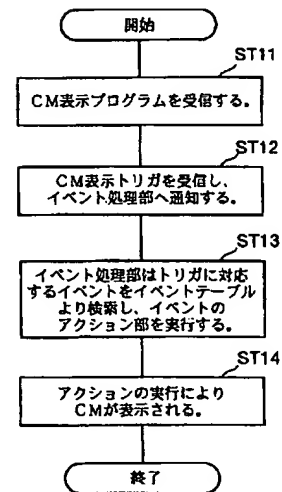 開始
ST11
CM表示プログラムを受信する。
ST12
CM表示トリガを受信し、
イベント処理部へ通知する。
ST13
イベント処理部はトリガに対応
するイベントをイベントテーブル
より検索し、イベントの
アクション部を実行する。
ST14
アクションの実行により
CMが表示される。
終了